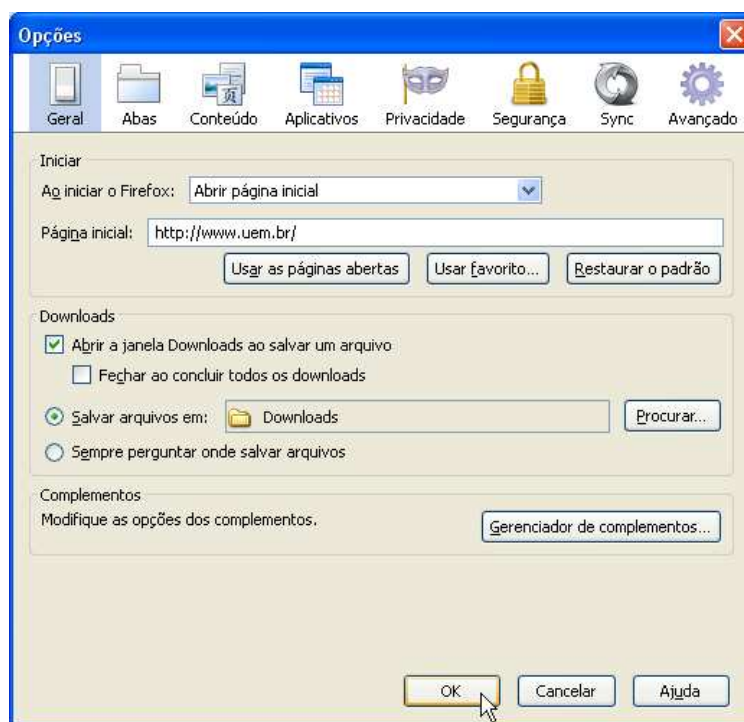 Opções
Geral Abas Conteúdo Aplicativos Privacidade Segurança Sync Avançado
Iniciar
Ao iniciar o Firefox: Abrir página inicial
Página inicial: http://www.uem.br/
Usar as páginas abertas Usar favorito... Restaurar o padrão
Downloads
Abrir a janela Downloads ao salvar um arquivo
Fechar ao concluir todos os downloads
Salvar arquivos em: Downloads Procurar...
Sempre perguntar onde salvar arquivos
Complementos
Modifique as opções dos complementos. Gerenciador de complementos...
OK Cancelar Ajuda